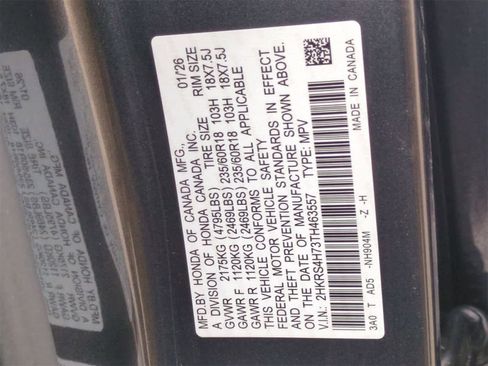 MFD.BY HONDA OF CANADA MFG.,
A DIVISION OF HONDA CANADA INC. 01/26
TIRE SIZE RIM SIZE
GVWR 2175KG (4795LBS)
GAWR F 1120KG (2469LBS) 235/60R18 103H 18X7.5J
GAWR R 1120KG (2469LBS) 235/60R18 103H 18X7.5J
THIS VEHICLE CONFORMS TO ALL APPLICABLE
FEDERAL MOTOR VEHICLE SAFETY
AND THEFT PREVENTION STANDARDS IN EFFECT
ON THE DATE OF MANUFACTURE SHOWN ABOVE.
V.I.N.: 2HKRS4H73TH463557 TYPE: MPV
3A0 T AD5 -NH904M -Z -H MADE IN CANADA